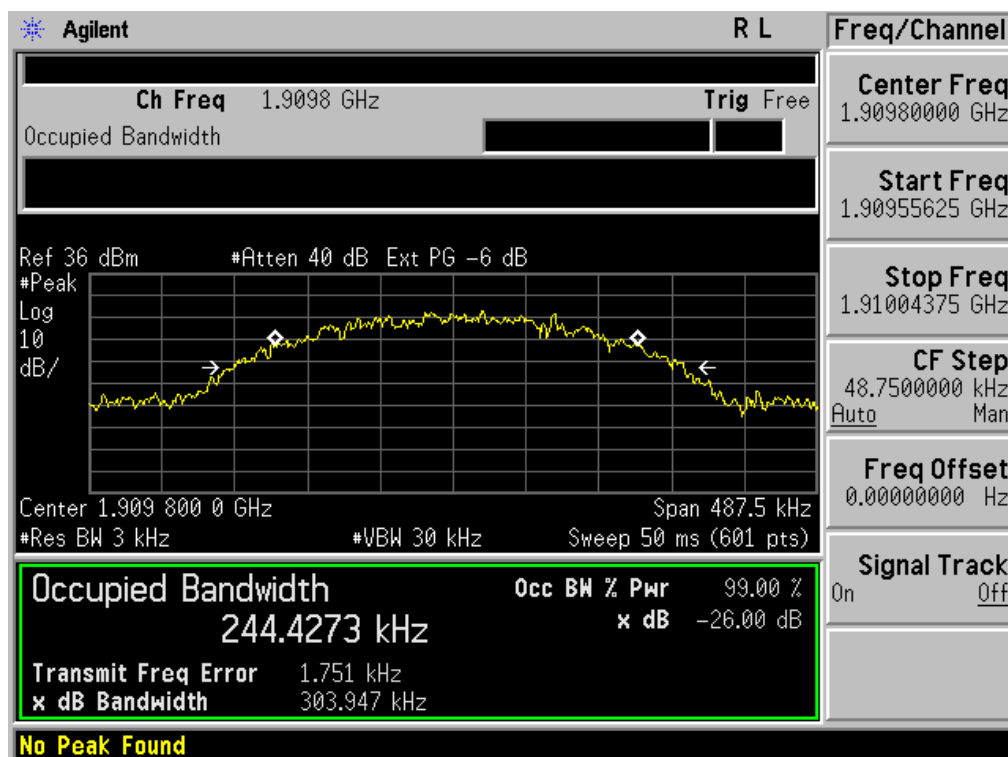 Agilent R L
Ch Freq 1.9098 GHz Trig Free
Occupied Bandwidth
Ref 36 dBm #Atten 40 dB Ext PG -6 dB
#Peak
Log
10
dB/
Center 1.909 800 0 GHz Span 487.5 kHz
#Res BW 3 kHz #VBW 30 kHz Sweep 50 ms (601 pts)
Occupied Bandwidth Occ BW % Pwr 99.00 %
244.4273 kHz x dB -26.00 dB
Transmit Freq Error 1.751 kHz
x dB Bandwidth 303.947 kHz
No Peak Found
Freq/Channel
Center Freq
1.90980000 GHz
Start Freq
1.90955625 GHz
Stop Freq
1.91004375 GHz
CF Step
48.7500000 kHz
Auto Man
Freq Offset
0.00000000 Hz
Signal Track
On Off